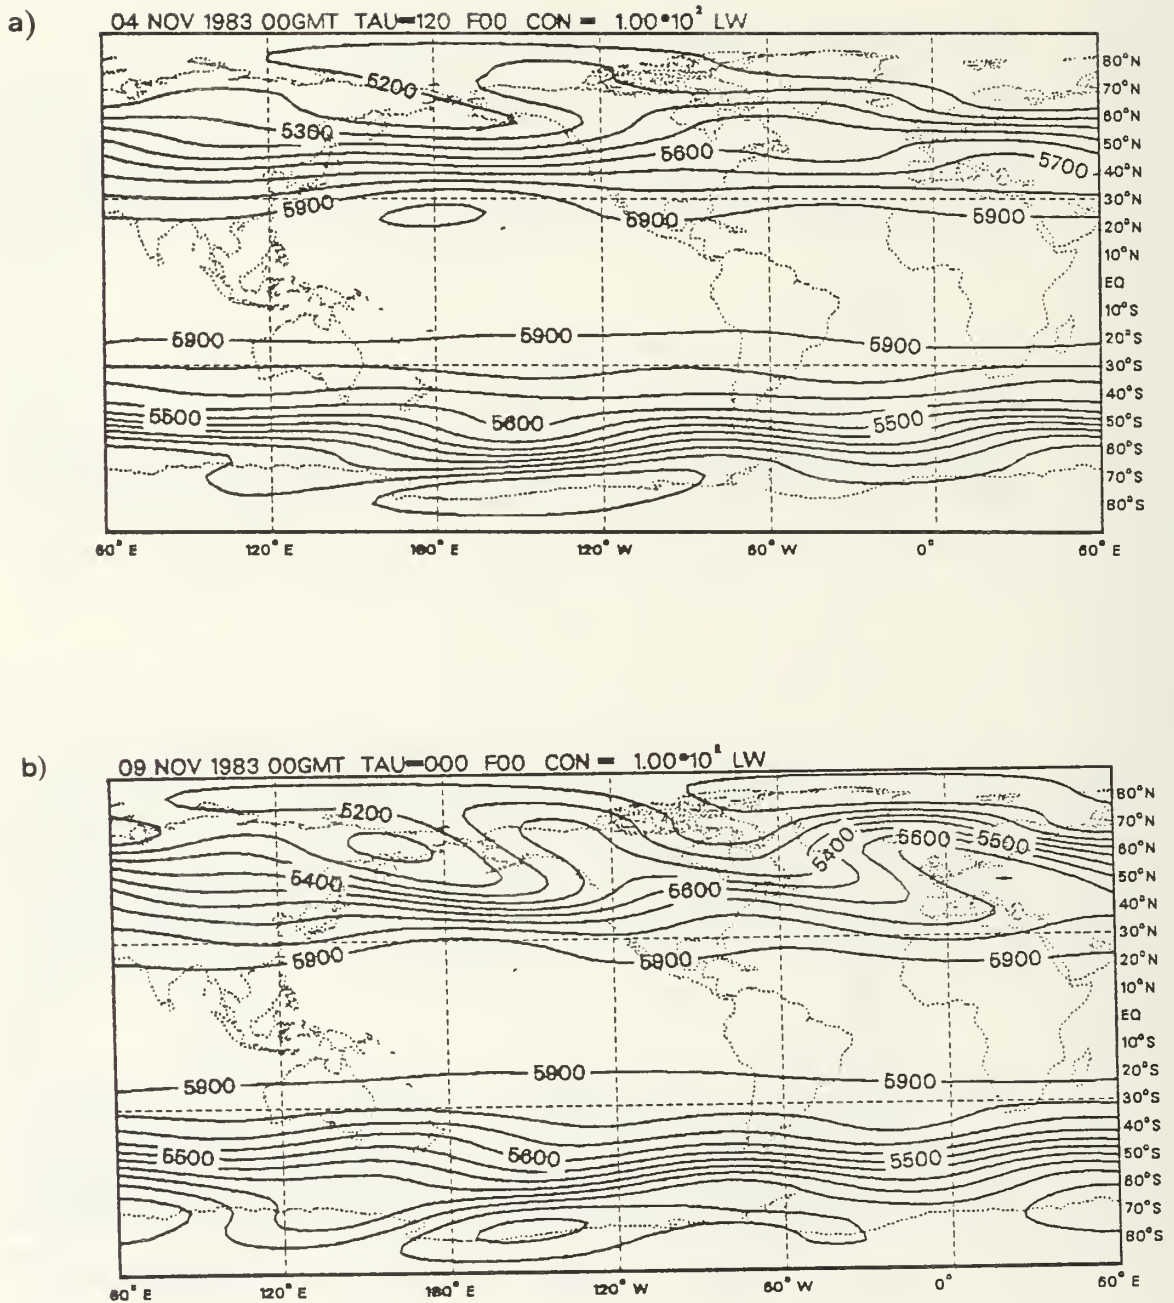 a)
04 NOV 1983 00GMT TAU=120 F00 CON = 1.00*10² LW
80°N
5200
70°N
60°N
5300
50°N
5600
5700
40°N
30°N
5900
5900
5900
20°N
10°N
EQ
10°S
5900
5900
5900
20°S
30°S
40°S
5500
5600
5500
50°S
60°S
70°S
80°S
60°E 120°E 180°E 120°W 60°W 0° 60°E
b)
09 NOV 1983 00GMT TAU=000 F00 CON = 1.00*10² LW
80°N
5200
70°N
5400
5600
5500
60°N
5400
5600
50°N
40°N
30°N
5900
5900
5900
20°N
10°N
EQ
10°S
5900
5900
5900
20°S
30°S
40°S
5500
5600
5500
50°S
60°S
70°S
80°S
60°E 120°E 180°E 120°W 60°W 0° 60°E